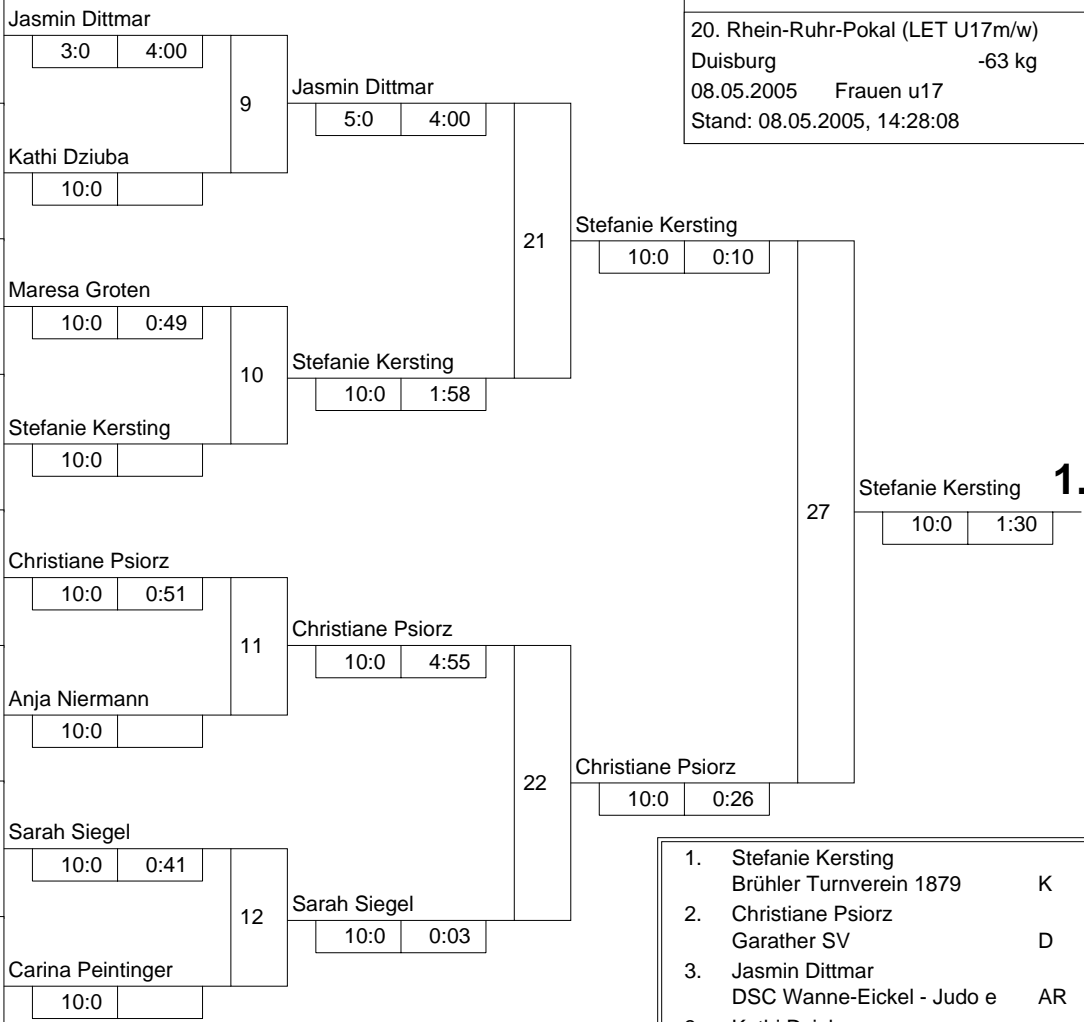 Jasmin Dittmar
3:0 4:00
9
Kathi Dziuba
10:0
Maresa Groten
10:0 0:49
10
Stefanie Kersting
10:0
Christiane Psiorz
10:0 0:51
11
Anja Niermann
10:0
Sarah Siegel
10:0 0:41
12
Carina Peintinger
10:0
Jasmin Dittmar
5:0 4:00
21
Stefanie Kersting
10:0 1:58
Christiane Psiorz
10:0 4:55
22
Sarah Siegel
10:0 0:03
Stefanie Kersting
10:0 0:10
27
Christiane Psiorz
10:0 0:26
Stefanie Kersting 1.
10:0 1:30
20. Rhein-Ruhr-Pokal (LET U17m/w)
Duisburg -63 kg
08.05.2005 Frauen u17
Stand: 08.05.2005, 14:28:08
1. Stefanie Kersting
Brühler Turnverein 1879 K
2. Christiane Psiorz
Garather SV D
3. Jasmin Dittmar
DSC Wanne-Eickel - Judo e AR